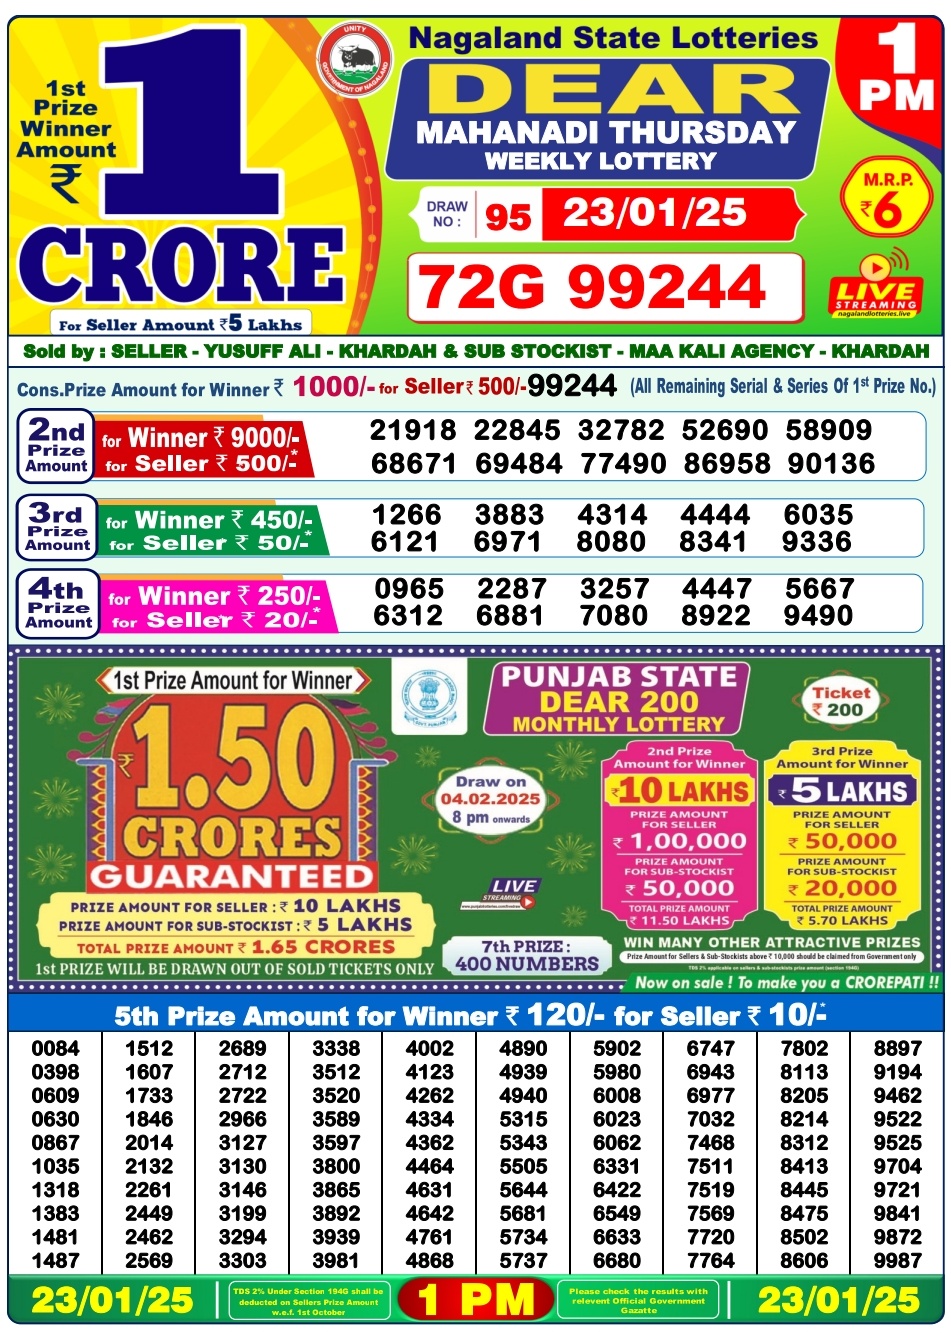 1st
Prize
Winner
Amount
₹
1
CRORE
For Seller Amount ₹5 Lakhs
UNITY
GOVERNMENT OF NAGALAND
Nagaland State Lotteries
DEAR
MAHANADI THURSDAY
WEEKLY LOTTERY
1
PM
DRAW
NO :
95
23/01/25
M.R.P.
₹6
72G 99244
LIVE
STREAMING
nagalandlotteries.live
Sold by : SELLER - YUSUFF ALI - KHARDAH & SUB STOCKIST - MAA KALI AGENCY - KHARDAH
Cons.Prize Amount for Winner ₹ 1000/- for Seller ₹ 500/- 99244 (All Remaining Serial & Series Of 1st Prize No.)
2nd
Prize
Amount
for Winner ₹ 9000/-
for Seller ₹ 500/-*
21918 22845 32782 52690 58909
68671 69484 77490 86958 90136
3rd
Prize
Amount
for Winner ₹ 450/-
for Seller ₹ 50/-*
1266 3883 4314 4444 6035
6121 6971 8080 8341 9336
4th
Prize
Amount
for Winner ₹ 250/-
for Seller ₹ 20/-*
0965 2287 3257 4447 5667
6312 6881 7080 8922 9490
1st Prize Amount for Winner
₹1.50
CRORES
GUARANTEED
PRIZE AMOUNT FOR SELLER : ₹ 10 LAKHS
PRIZE AMOUNT FOR SUB-STOCKIST : ₹ 5 LAKHS
TOTAL PRIZE AMOUNT ₹ 1.65 CRORES
1st PRIZE WILL BE DRAWN OUT OF SOLD TICKETS ONLY
PUNJAB STATE
DEAR 200
MONTHLY LOTTERY
Ticket
₹ 200
Draw on
04.02.2025
8 pm onwards
LIVE
STREAMING
7th PRIZE :
400 NUMBERS
2nd Prize
Amount for Winner
₹10 LAKHS
PRIZE AMOUNT
FOR SELLER
₹ 1,00,000
PRIZE AMOUNT
FOR SUB-STOCKIST
₹ 50,000
TOTAL PRIZE AMOUNT
₹ 11.50 LAKHS
3rd Prize
Amount for Winner
₹ 5 LAKHS
PRIZE AMOUNT
FOR SELLER
₹ 50,000
PRIZE AMOUNT
FOR SUB-STOCKIST
₹ 20,000
TOTAL PRIZE AMOUNT
₹ 5.70 LAKHS
WIN MANY OTHER ATTRACTIVE PRIZES
Prize Amount for Sellers & Sub-Stockists above ₹ 10,000 should be claimed from Government only
TDS 2% applicable on sellers & sub-stockists prize amount (section 194G)
Now on sale ! To make you a CROREPATI !!
5th Prize Amount for Winner ₹ 120/- for Seller ₹ 10/-*
0084 1512 2689 3338 4002 4890 5902 6747 7802 8897
0398 1607 2712 3512 4123 4939 5980 6943 8113 9194
0609 1733 2722 3520 4262 4940 6008 6977 8205 9462
0630 1846 2966 3589 4334 5315 6023 7032 8214 9522
0867 2014 3127 3597 4362 5343 6062 7468 8312 9525
1035 2132 3130 3800 4464 5505 6331 7511 8413 9704
1318 2261 3146 3865 4631 5644 6422 7519 8445 9721
1383 2449 3199 3892 4642 5681 6549 7569 8475 9841
1481 2462 3294 3939 4761 5734 6633 7720 8502 9872
1487 2569 3303 3981 4868 5737 6680 7764 8606 9987
23/01/25
TDS 2% Under Section 194G shall be
deducted on Sellers Prize Amount
w.e.f. 1st October
1 PM
Please check the results with
relevent Official Government
Gazatte
23/01/25